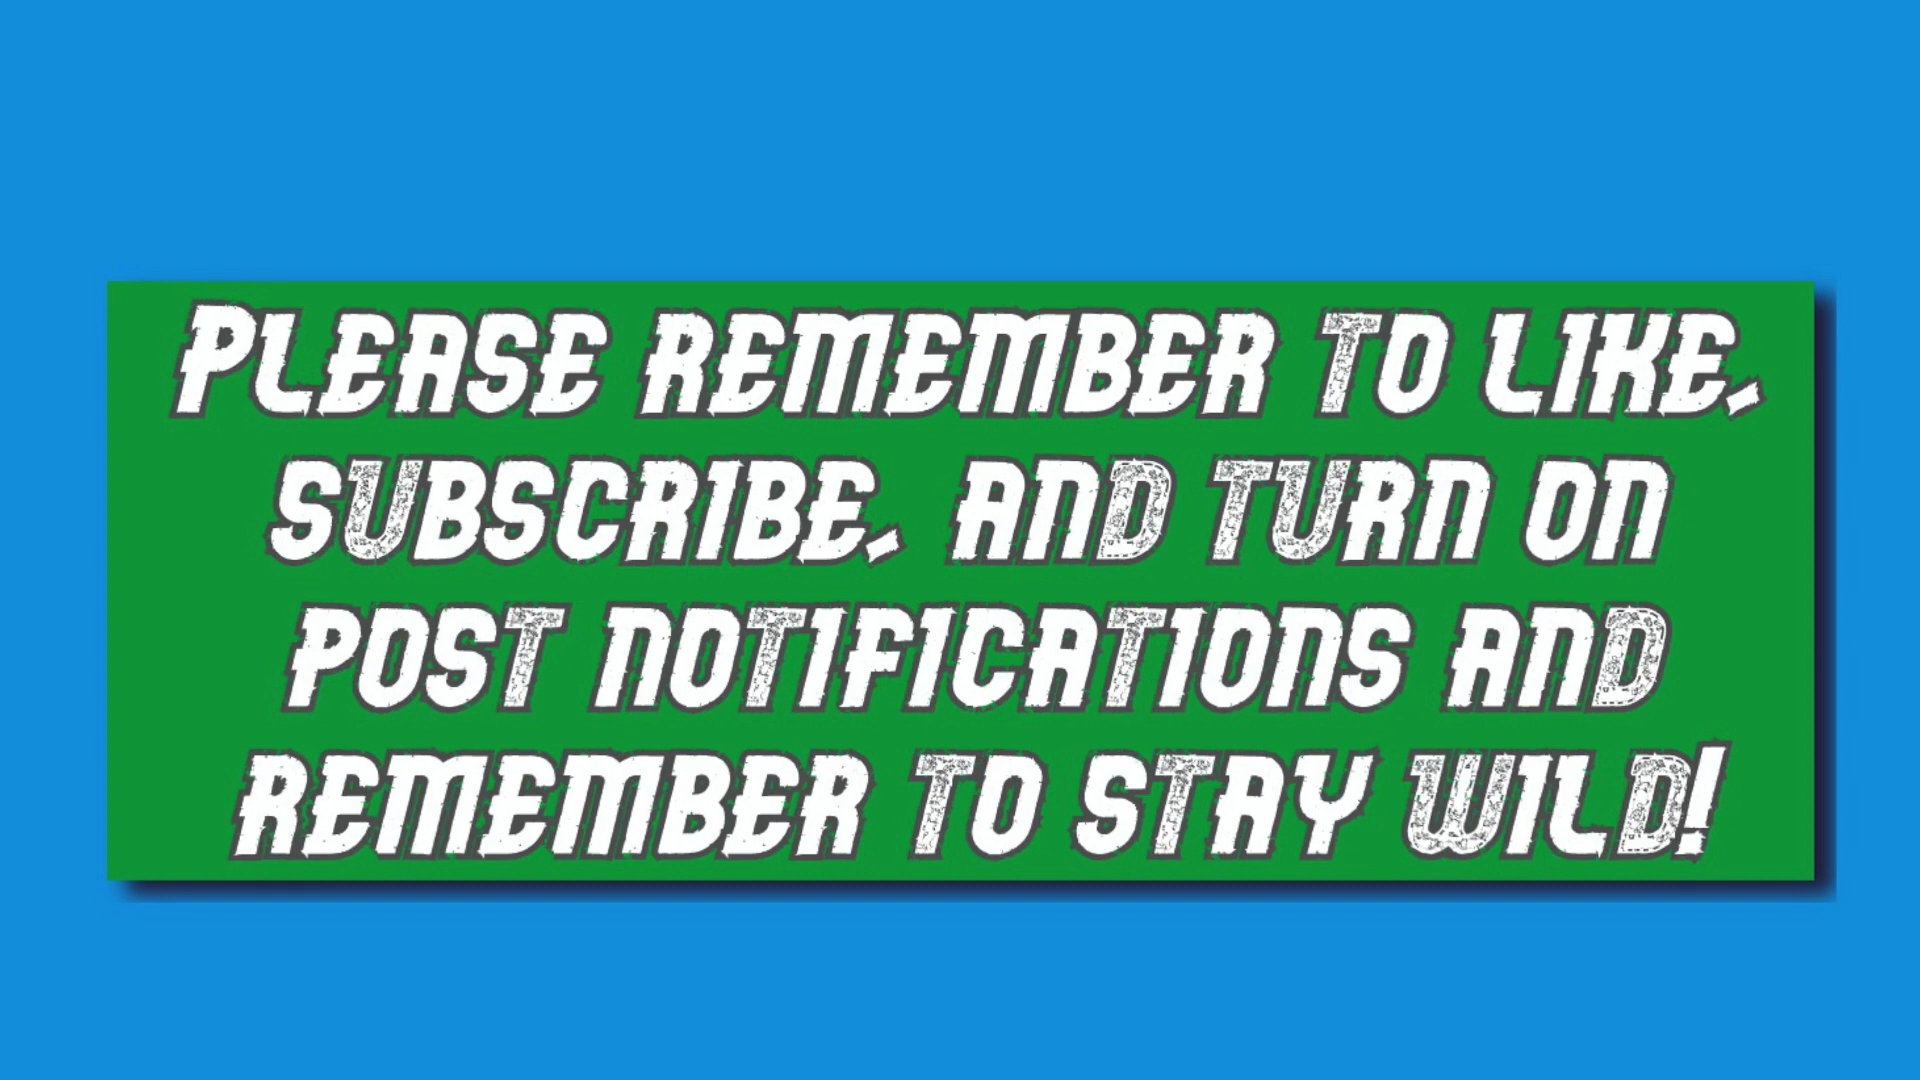 PLEASE REMEMBER TO LIKE,
SUBSCRIBE, AND TURN ON
POST NOTIFICATIONS AND
REMEMBER TO STAY WILD!